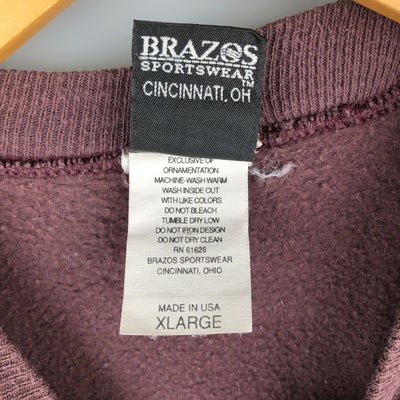 BRAZOS
SPORTSWEAR™
CINCINNATI, OH
EXCLUSIVE OF
ORNAMENTATION
MACHINE-WASH WARM
WASH INSIDE OUT
WITH LIKE COLORS
DO NOT BLEACH
TUMBLE DRY LOW
DO NOT IRON DESIGN
DO NOT DRY CLEAN
RN 61626
BRAZOS SPORTSWEAR
CINCINNATI, OHIO
MADE IN USA
XLARGE